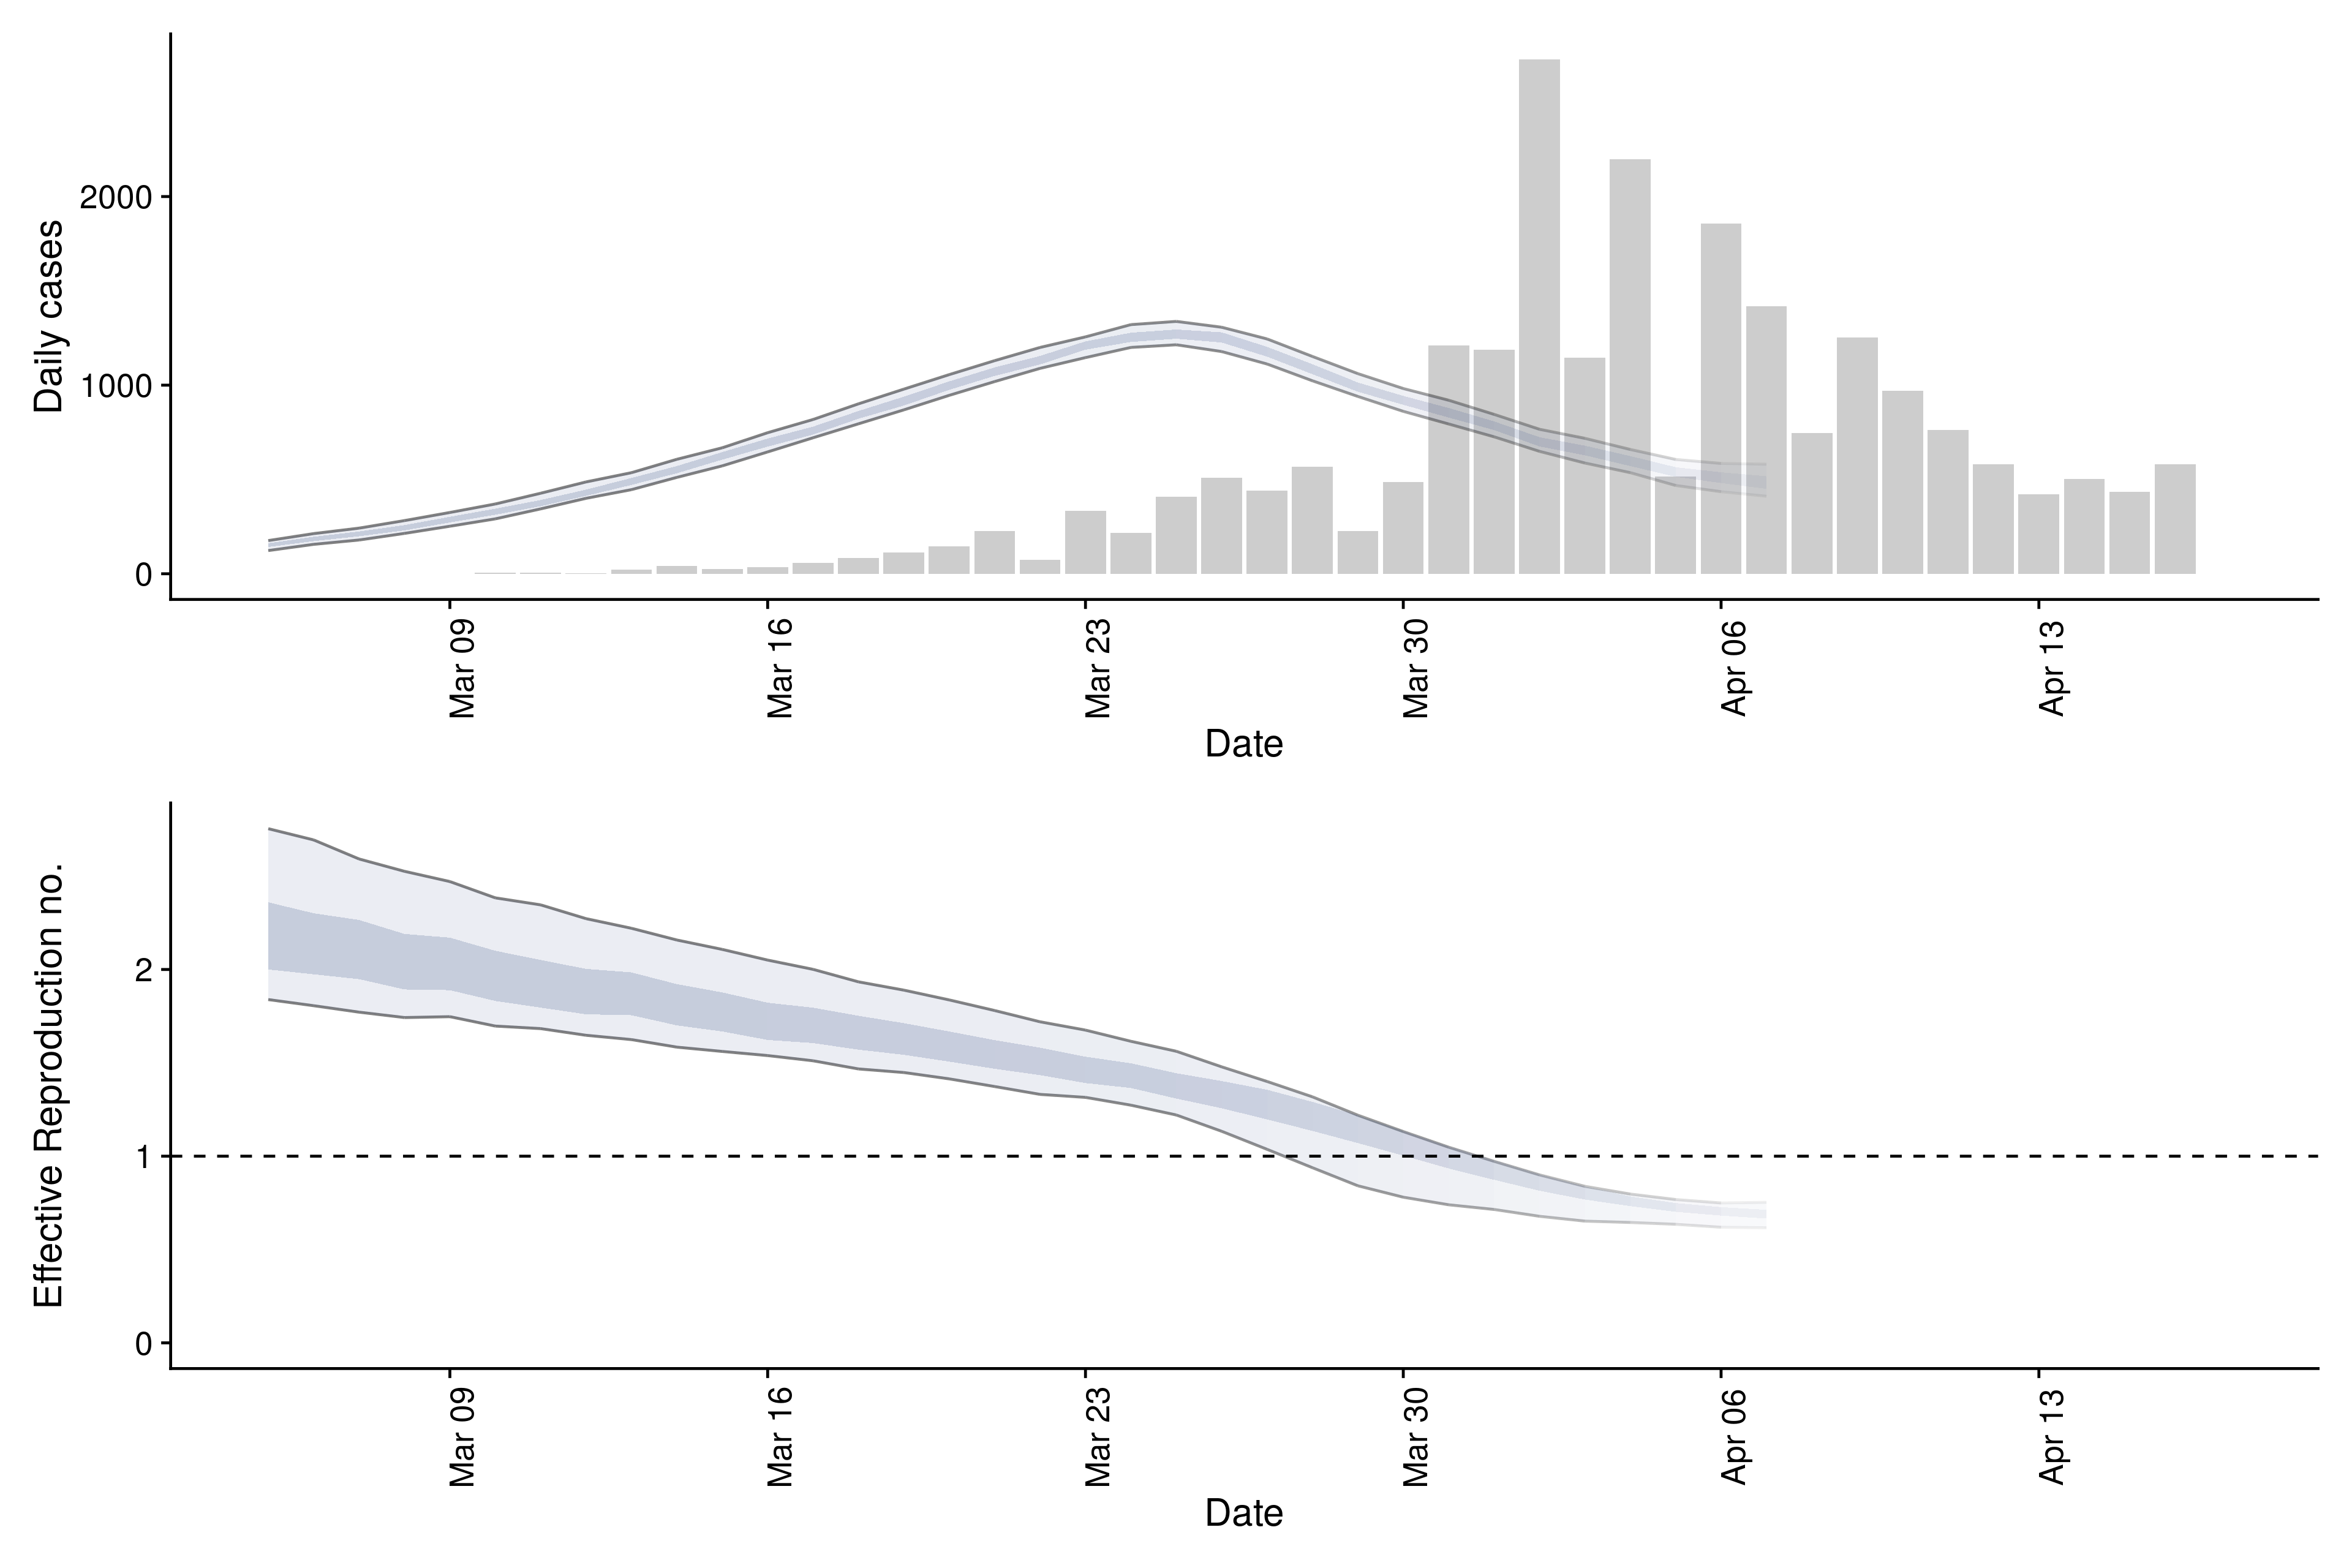 Daily cases
2000
1000
0
Mar 09
Mar 16
Mar 23
Mar 30
Apr 06
Apr 13
Date
Effective Reproduction no.
2
1
0
Mar 09
Mar 16
Mar 23
Mar 30
Apr 06
Apr 13
Date